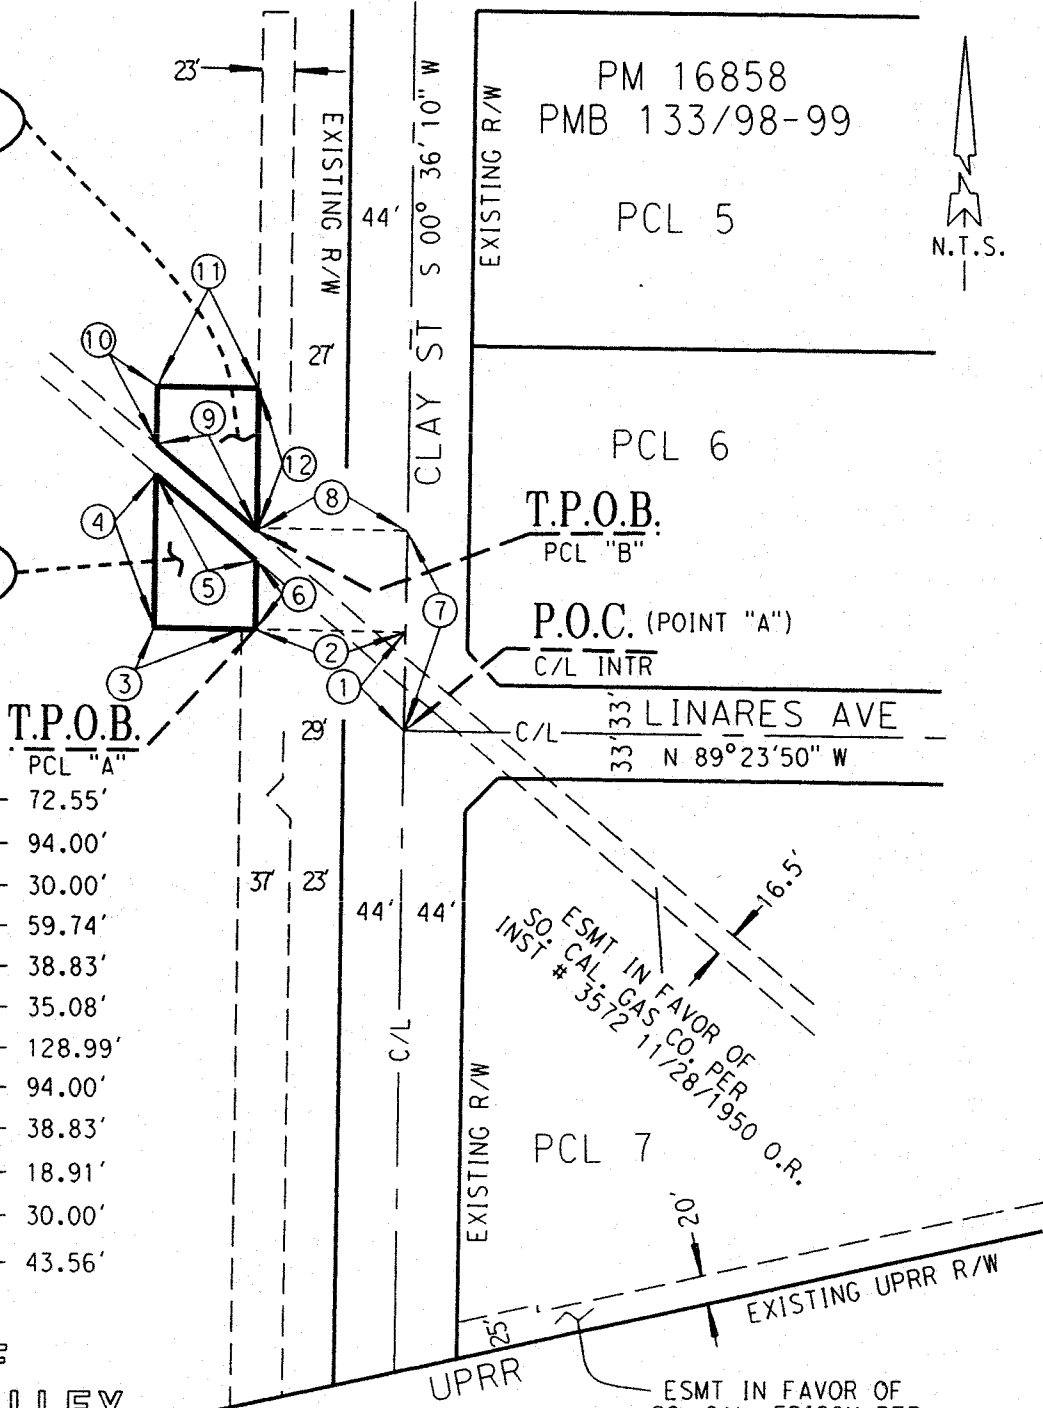 23'
EXISTING R/W
44'
27'
CLAY ST S 00° 36' 10" W
EXISTING R/W
PM 16858
PMB 133/98-99
PCL 5
N.T.S.
11
10
9
12
8
4
5
6
7
2
1
3
PCL 6
T.P.O.B.
PCL "B"
P.O.C. (POINT "A")
C/L INTR
T.P.O.B.
PCL "A"
33'
33'
LINARES AVE
C/L
N 89°23'50" W
29'
37'
23'
44'
44'
C/L
72.55'
94.00'
30.00'
59.74'
38.83'
35.08'
128.99'
94.00'
38.83'
18.91'
30.00'
43.56'
16.5'
ESMT IN FAVOR OF
SO. CAL. GAS CO. PER
INST # 3572 11/28/1950 O.R.
EXISTING R/W
PCL 7
20'
25'
EXISTING UPRR R/W
UPRR
ESMT IN FAVOR OF